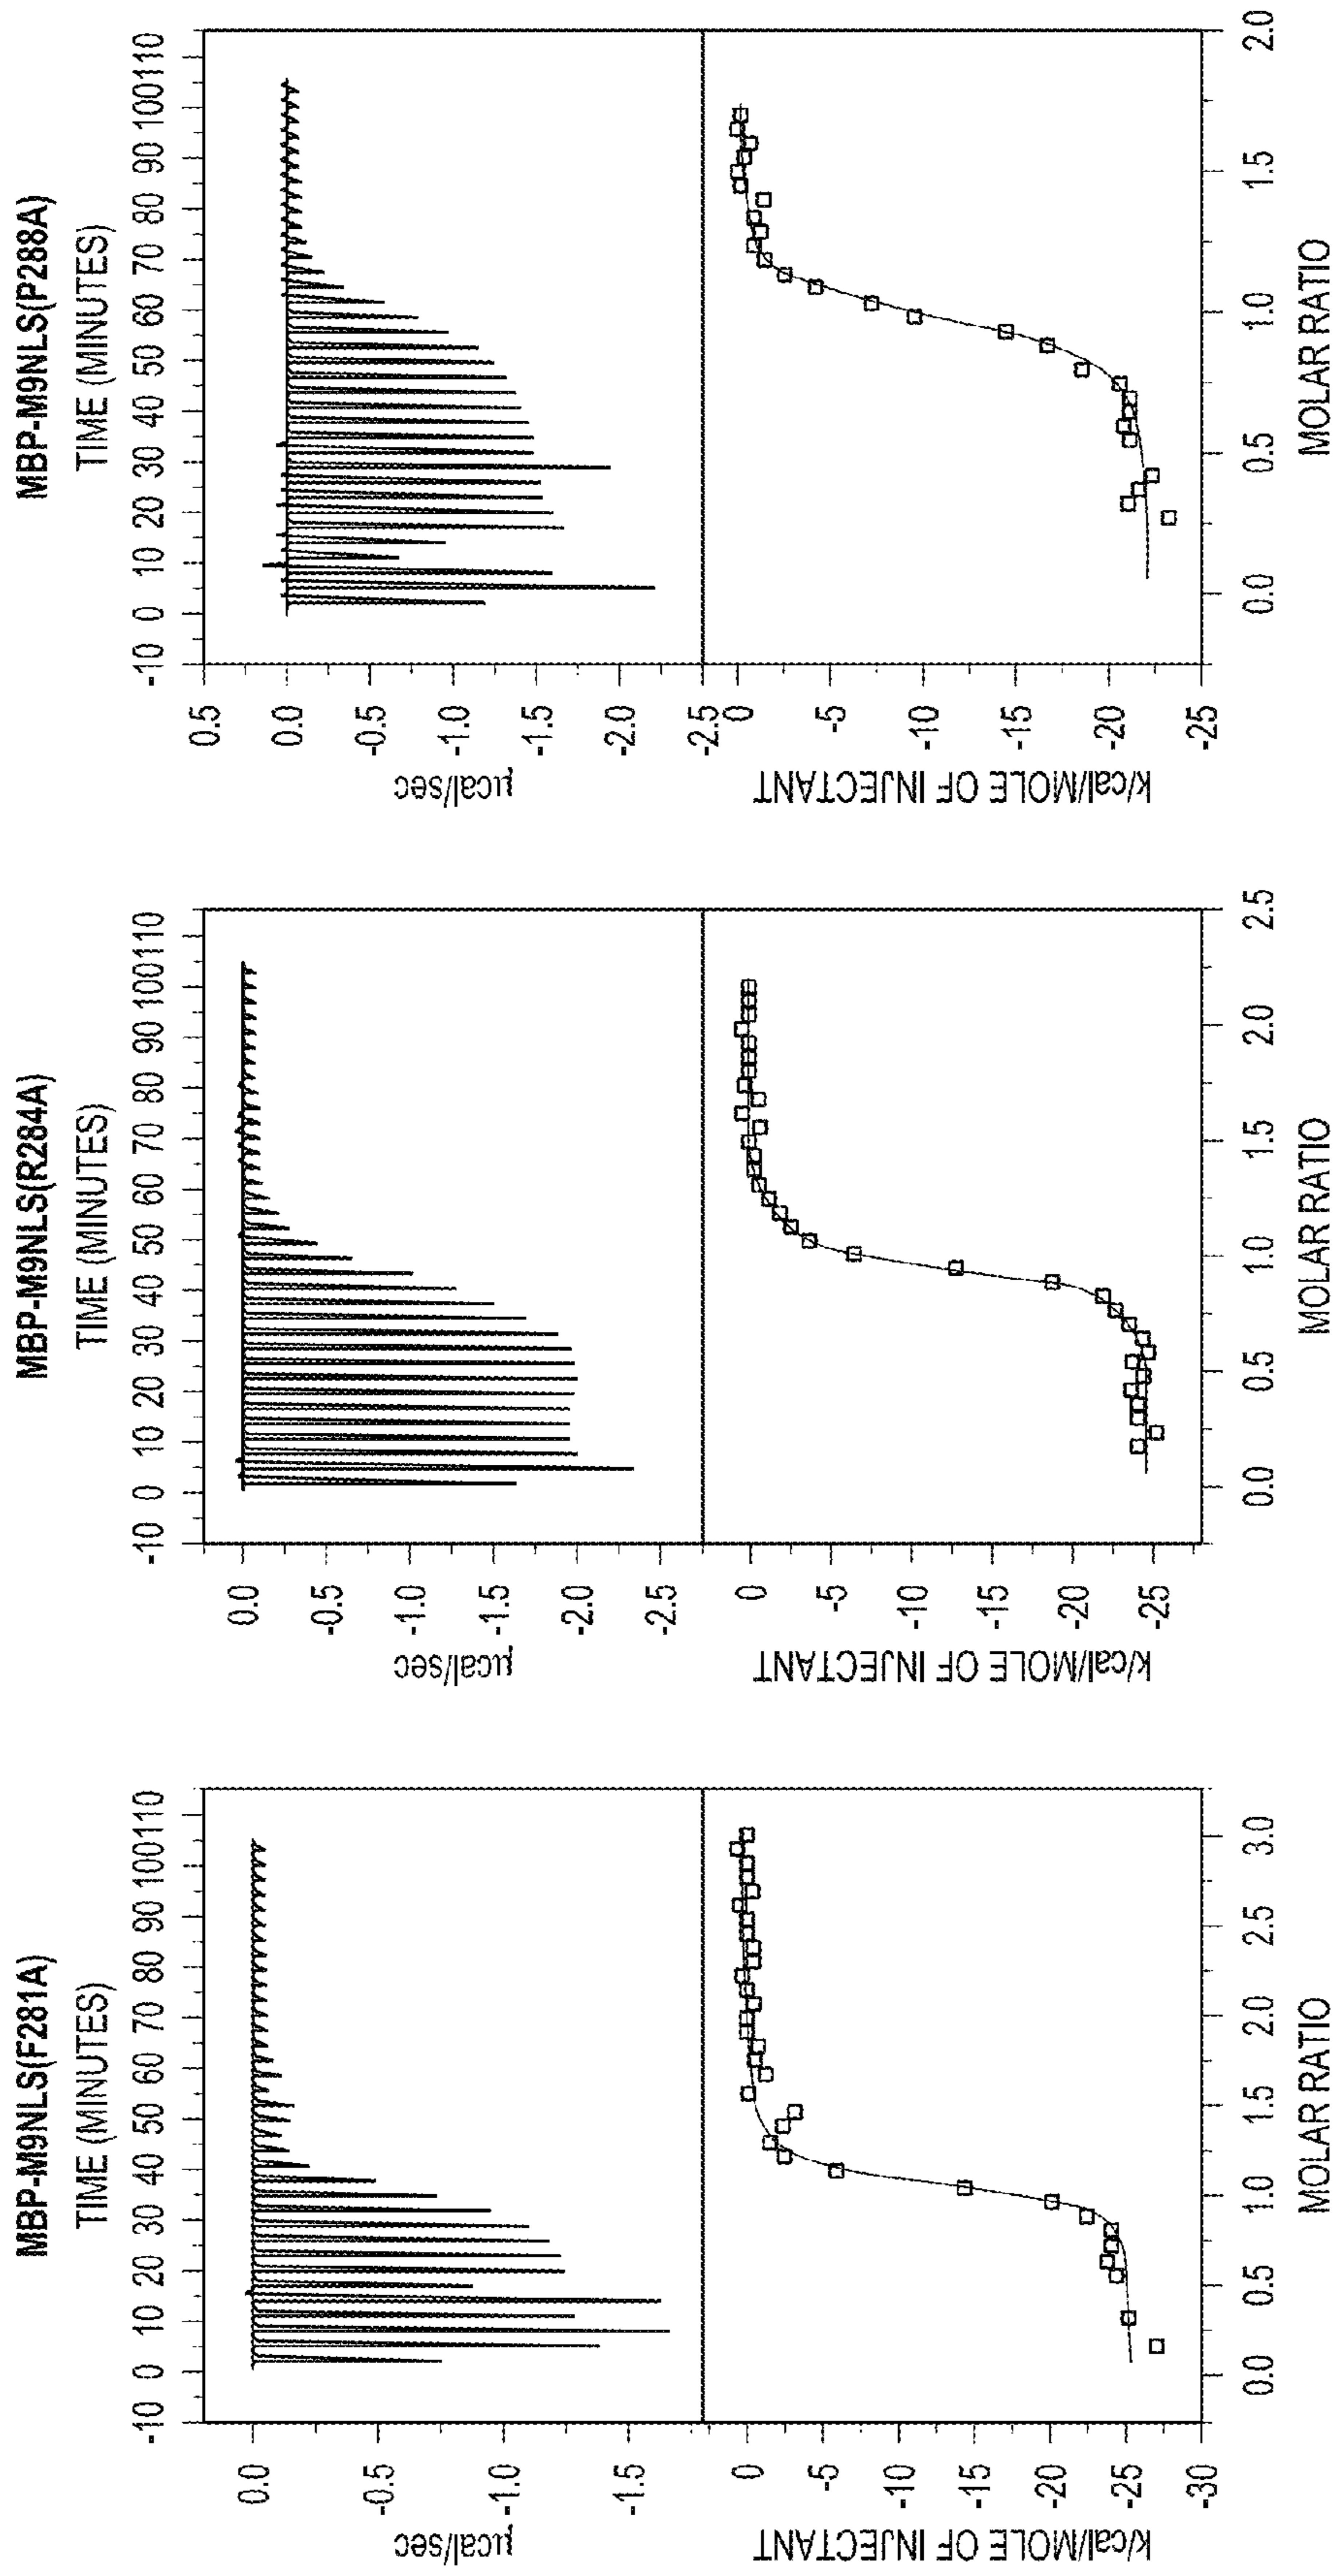 MBP-M9NLS(F281A)
TIME (MINUTES)
-10 0 10 20 30 40 50 60 70 80 90 100 110
0.0
-0.5
-1.0
-1.5
µcal/sec
0
-5
-10
-15
-20
-25
-30
k/cal/MOLE OF INJECTANT
0.0 0.5 1.0 1.5 2.0 2.5 3.0
MOLAR RATIO
MBP-M9NLS(R284A)
TIME (MINUTES)
-10 0 10 20 30 40 50 60 70 80 90 100 110
0.0
-0.5
-1.0
-1.5
-2.0
-2.5
µcal/sec
0
-5
-10
-15
-20
-25
k/cal/MOLE OF INJECTANT
0.0 0.5 1.0 1.5 2.0 2.5
MOLAR RATIO
MBP-M9NLS(P288A)
TIME (MINUTES)
-10 0 10 20 30 40 50 60 70 80 90 100 110
0.5
0.0
-0.5
-1.0
-1.5
-2.0
-2.5
µcal/sec
0
-5
-10
-15
-20
-25
k/cal/MOLE OF INJECTANT
0.0 0.5 1.0 1.5 2.0
MOLAR RATIO